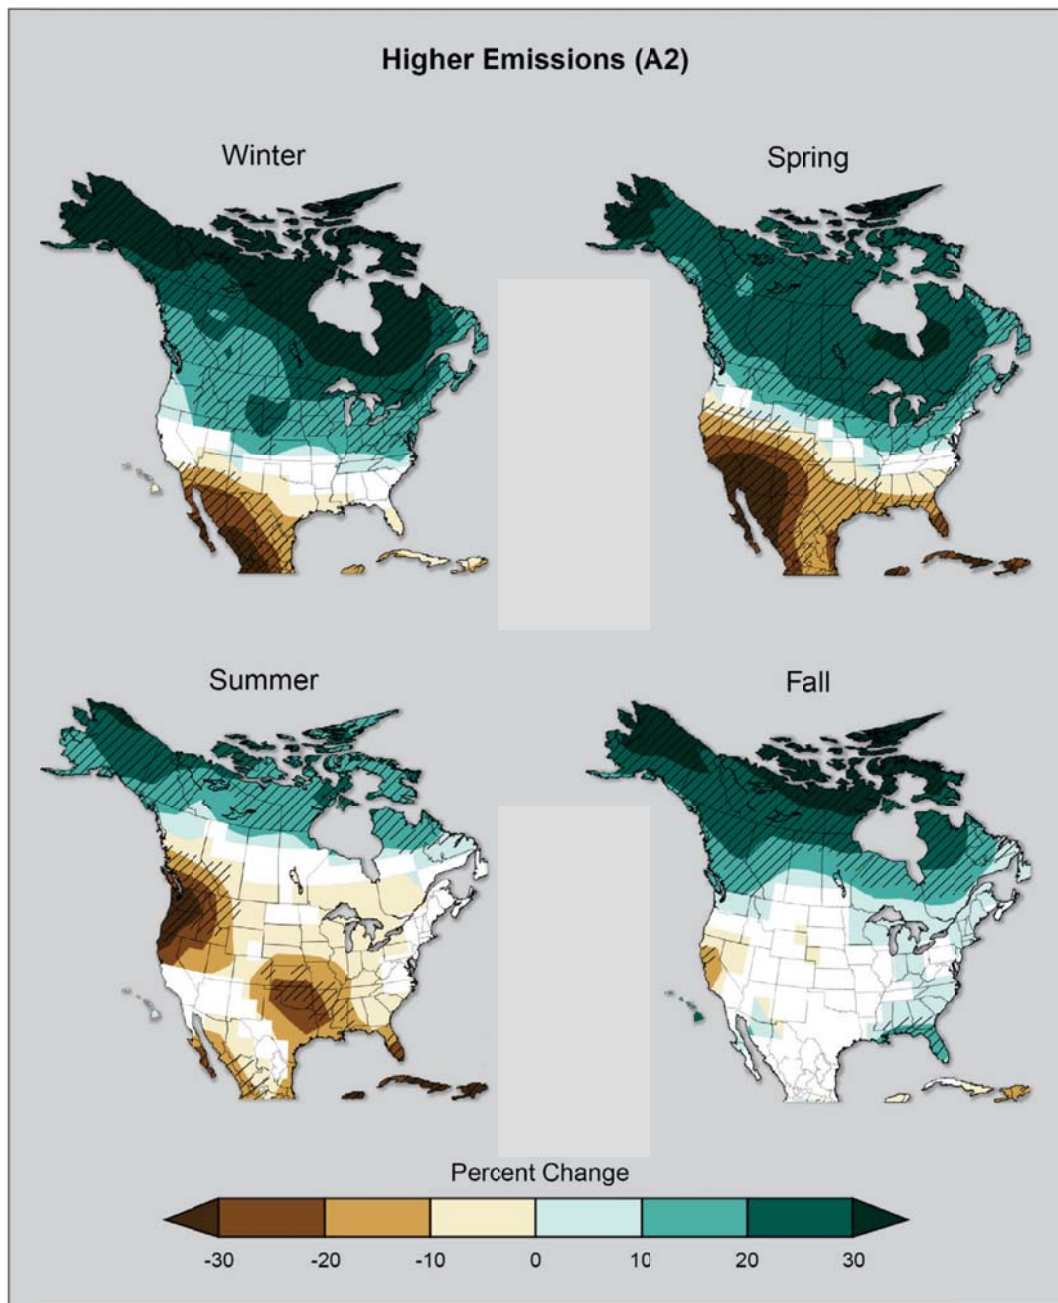 Higher Emissions (A2)
Winter
Spring
Summer
Fall
Percent Change
-30 -20 -10 0 10 20 30